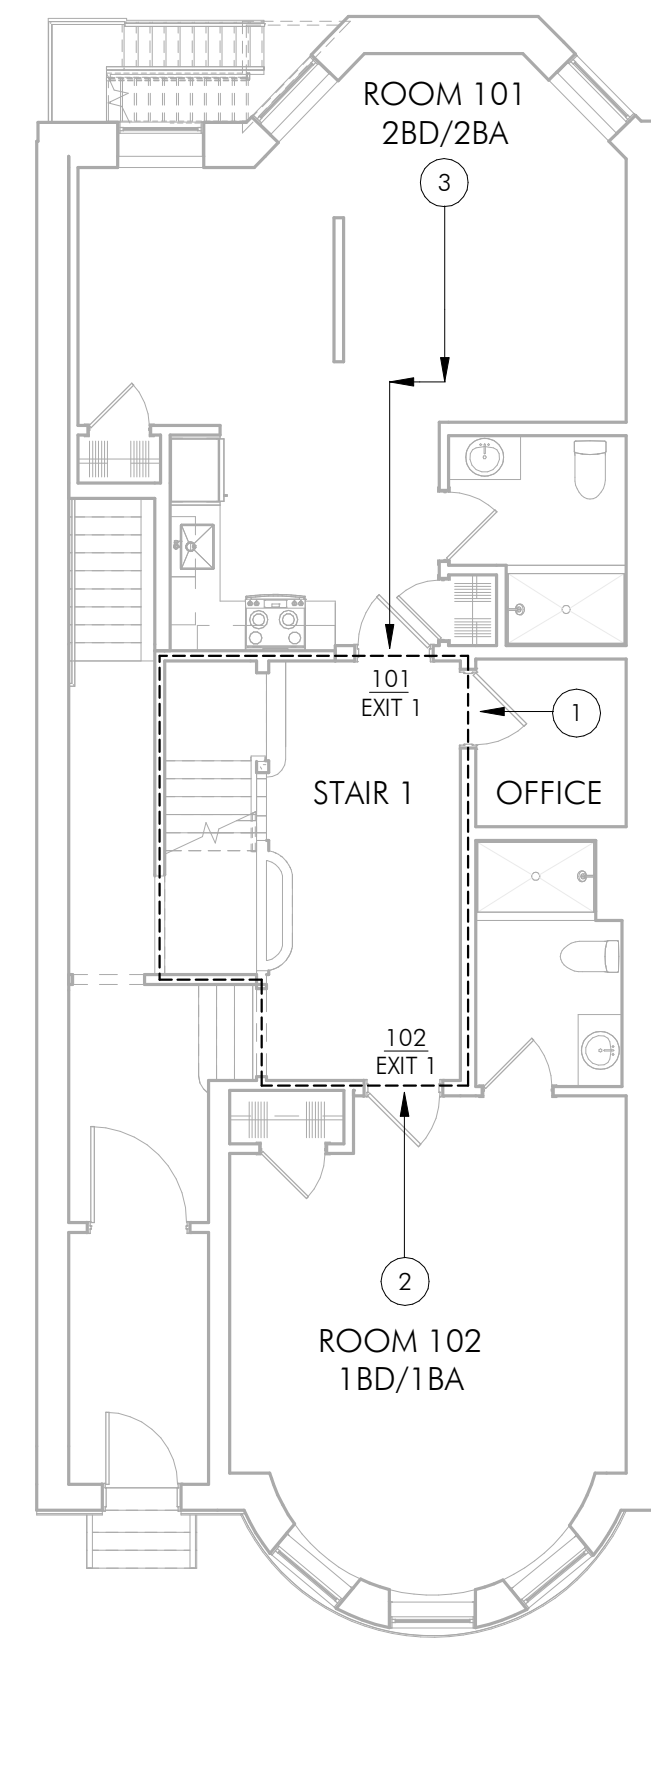 ROOM 101
2BD/2BA
3
101
EXIT 1
1
STAIR 1
OFFICE
102
EXIT 1
2
ROOM 102
1BD/1BA